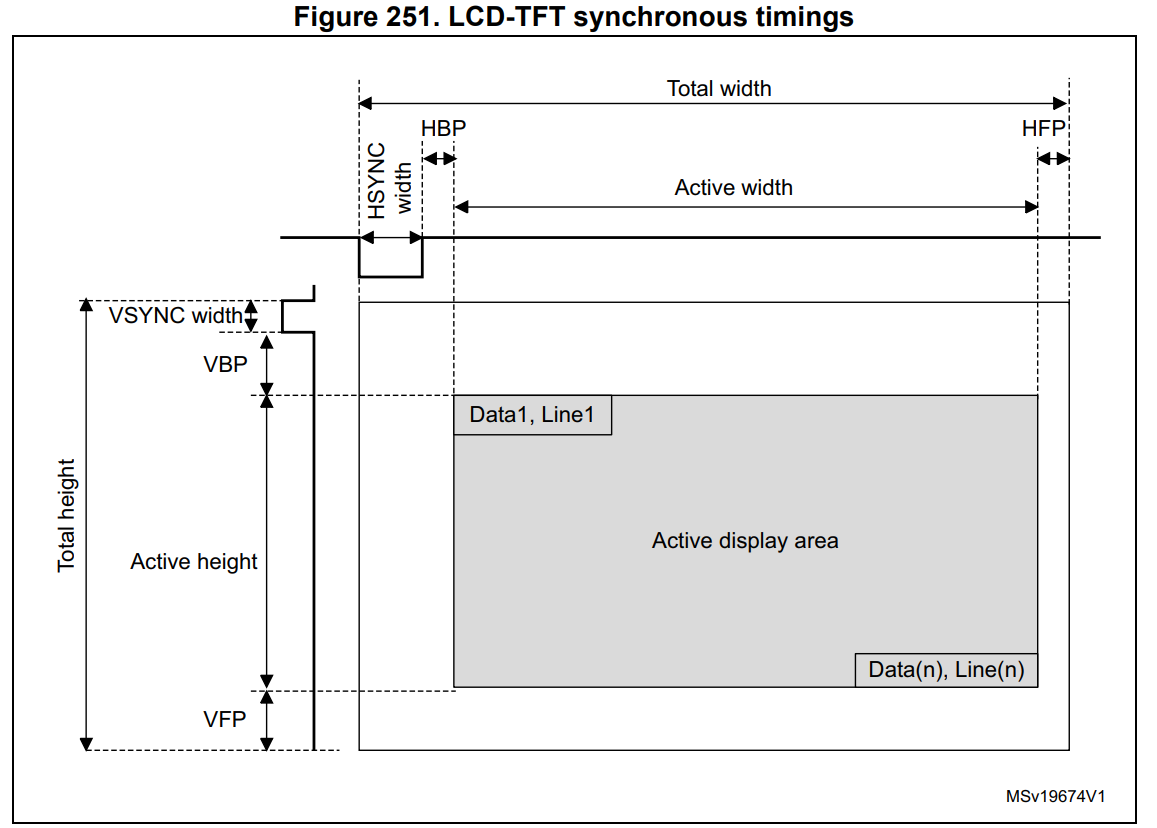 Figure 251. LCD-TFT synchronous timings
Total width
HBP
HFP
HSYNC
width
Active width
VSYNC width
VBP
Data1, Line1
Total height
Active display area
Active height
Data(n), Line(n)
VFP
MSv19674V1